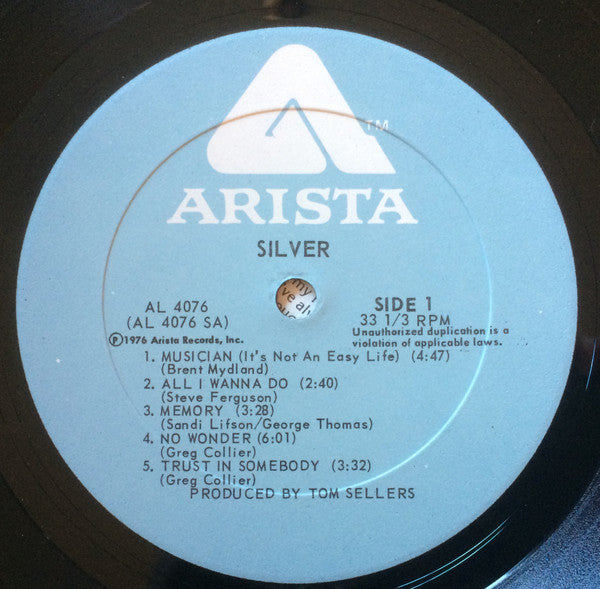 TM
ARISTA
SILVER
AL 4076
(AL 4076 SA)
℗1976 Arista Records, Inc.
SIDE 1
33 1/3 RPM
Unauthorized duplication is a
violation of applicable laws.
1. MUSICIAN (It's Not An Easy Life) (4:47)
(Brent Mydland)
2. ALL I WANNA DO (2:40)
(Steve Ferguson)
3. MEMORY (3:28)
(Sandi Lifson/George Thomas)
4. NO WONDER (6:01)
(Greg Collier)
5. TRUST IN SOMEBODY (3:32)
(Greg Collier)
PRODUCED BY TOM SELLERS